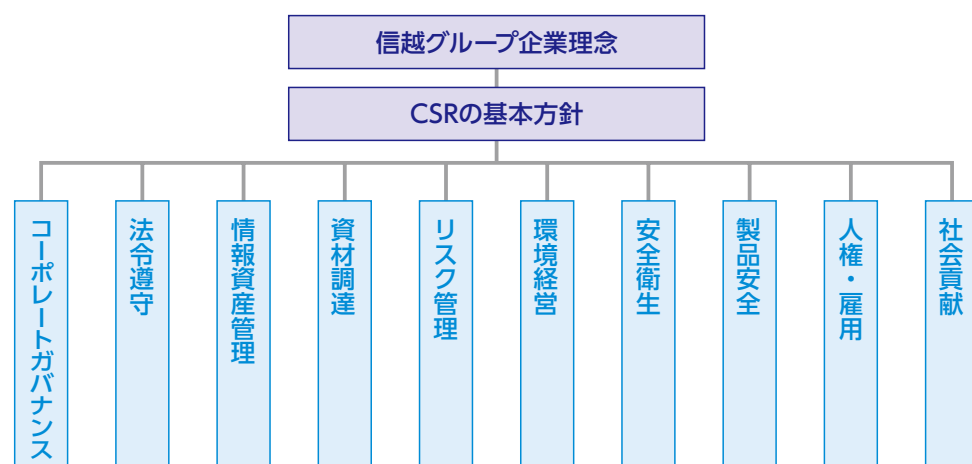 信越グループ企業理念
CSRの基本方針
コーポレートガバナンス
法令遵守
情報資産管理
資材調達
リスク管理
環境経営
安全衛生
製品安全
人権・雇用
社会貢献